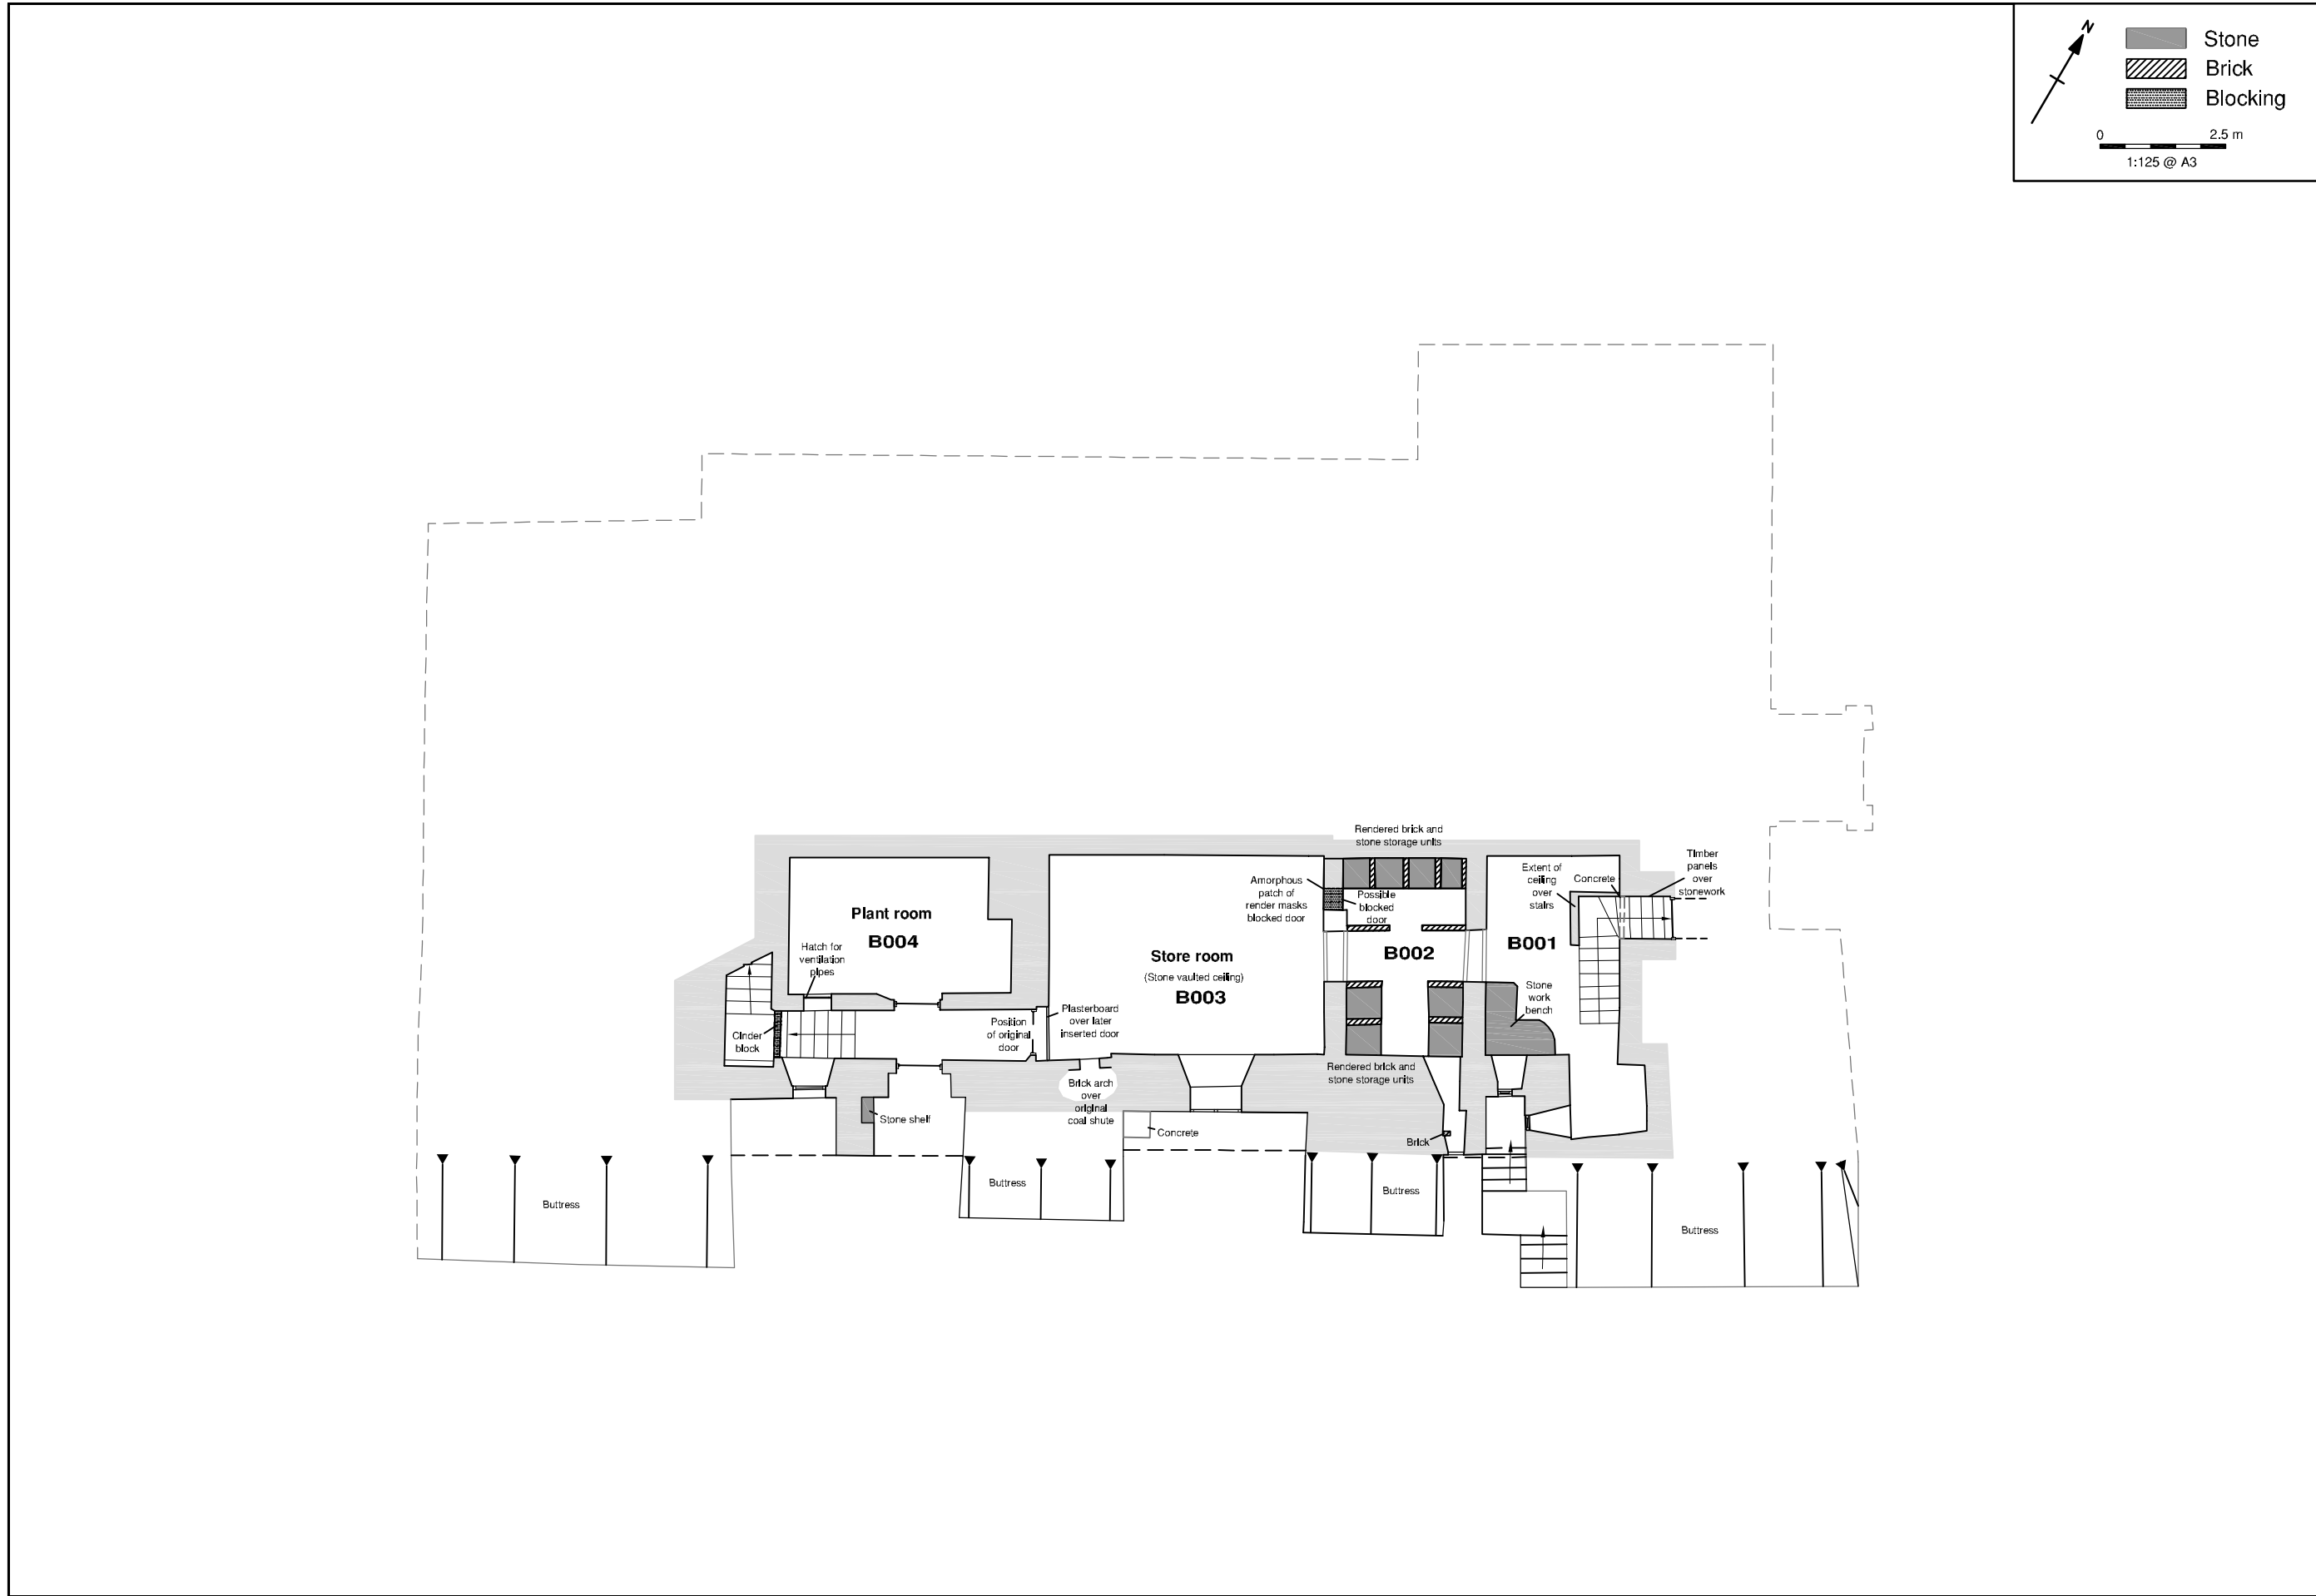 N
Stone
Brick
Blocking
0 2.5 m
1:125 @ A3
Rendered brick and
stone storage units
Timber
panels
over
stonework
Extent of
ceiling
over
stairs
Concrete
Amorphous
patch of
render masks
blocked door
Possible
blocked
door
Plant room
B004
Hatch for
ventilation
pipes
Store room
(Stone vaulted ceiling)
B003
B002
B001
Stone
work
bench
Cinder
block
Position
of original
door
Plasterboard
over later
inserted door
Brick arch
over
original
coal shute
Rendered brick and
stone storage units
Stone shelf
Concrete
Brick
Buttress
Buttress
Buttress
Buttress